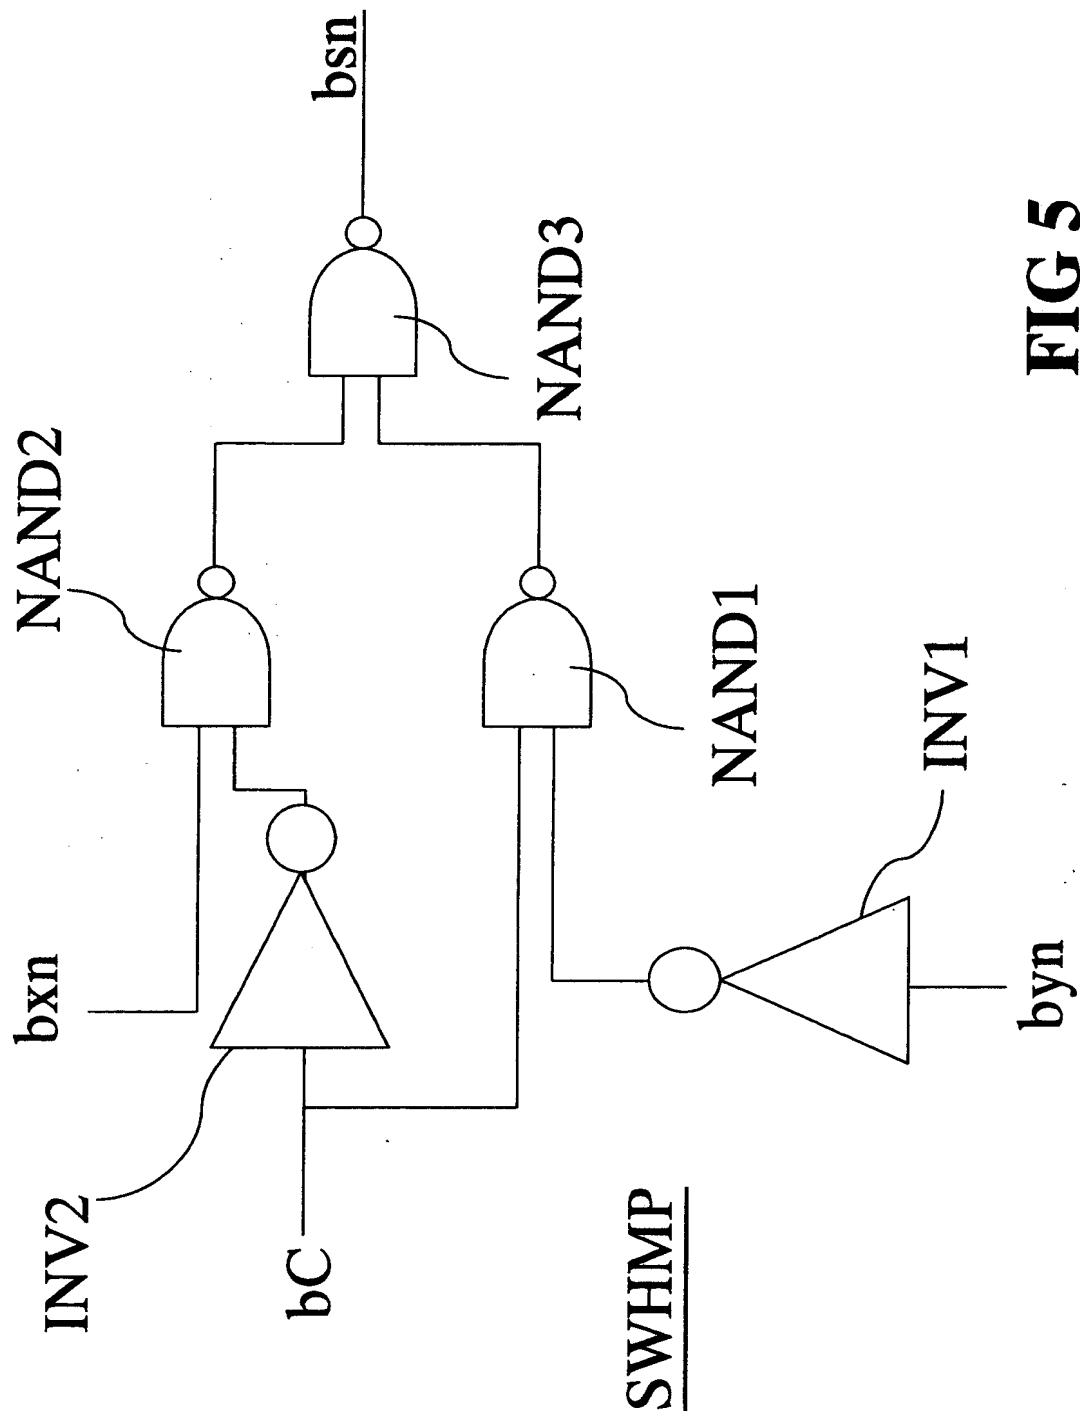 INV2
bxn
NAND2
bC
bsn
NAND3
NAND1
INV1
byn
SWHMP
FIG 5